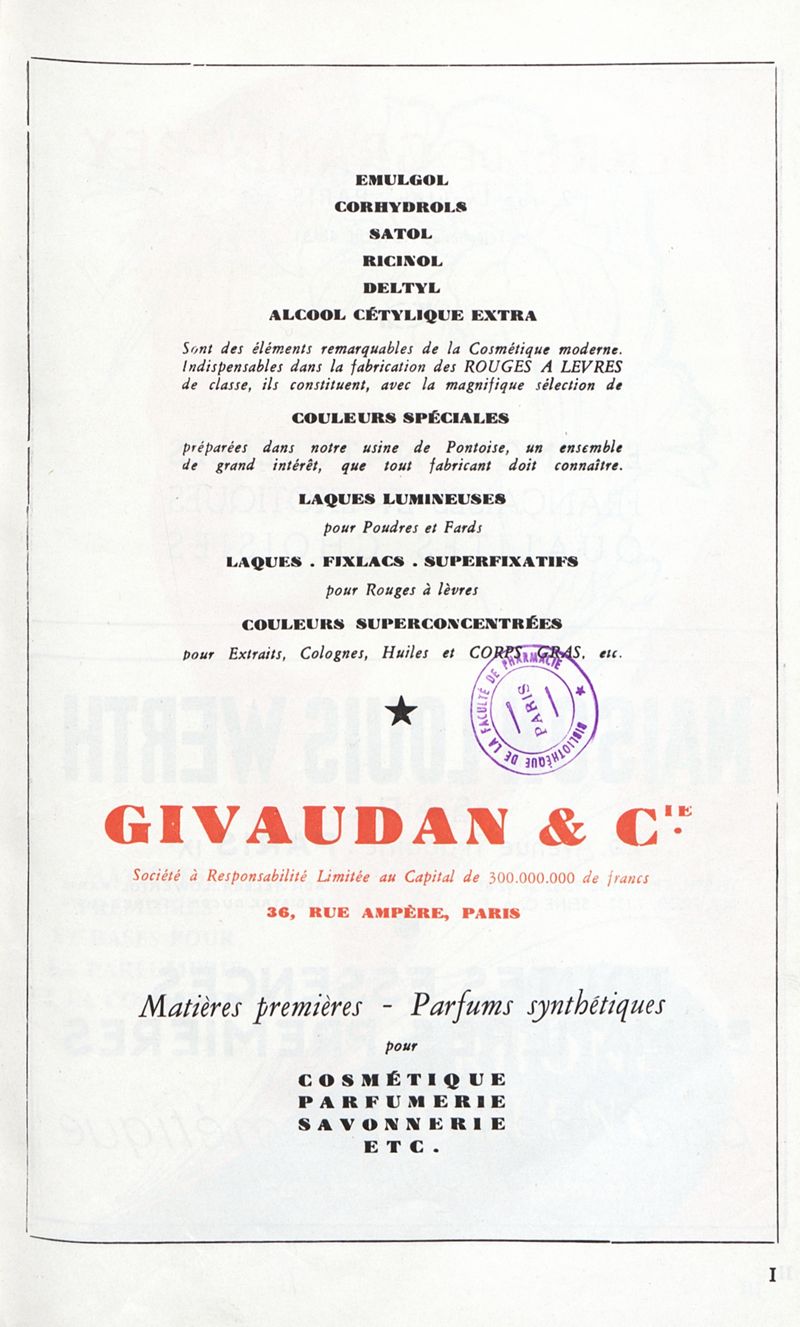 EMULGOL
CORHYDROLS
SATOL
RICINOL
DELTYL
ALCOOL CÉTYLIQUE EXTRA
Sont des éléments remarquables de la Cosmétique moderne.
Indispensables dans la fabrication des ROUGES A LEVRES
de classe, ils constituent, avec la magnifique sélection de
COULEURS SPÉCIALES
préparées dans notre usine de Pontoise, un ensemble
de grand intérêt, que tout fabricant doit connaître.
LAQUES LUMINEUSES
pour Poudres et Fards
LAQUES . FIXLACS . SUPERFIXATIFS
pour Rouges à lèvres
COULEURS SUPERCONCENTRÉES
pour Extraits, Colognes, Huiles et CORPS GRAS, etc.
★
BIBLIOTHÈQUE DE LA FACULTÉ DE PHARMACIE ★
PARIS
GIVAUDAN & CIE.
Société à Responsabilité Limitée au Capital de 300.000.000 de francs
36, RUE AMPÈRE, PARIS
Matières premières - Parfums synthétiques
pour
COSMÉTIQUE
PARFUMERIE
SAVONNERIE
ETC.
I